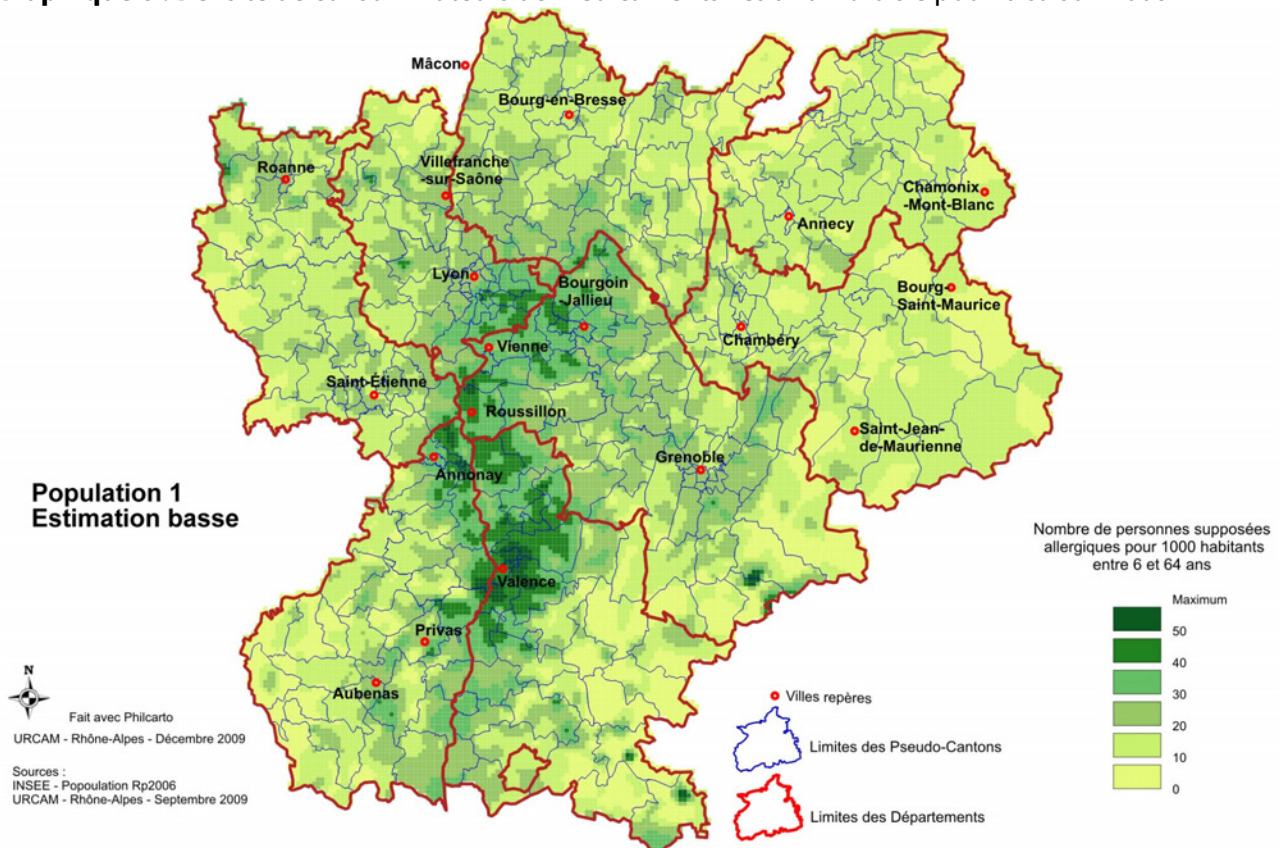 Mâcon
Bourg-en-Bresse
Roanne
Villefranche
-sur-Saône
Chamonix
-Mont-Blanc
Annecy
Lyon
Bourgoin
-Jallieu
Bourg-
Saint-Maurice
Vienne
Chambéry
Saint-Étienne
Roussillon
Saint-Jean-
de-Maurienne
Grenoble
Annonay
Population 1
Estimation basse
Valence
Privas
Aubenas
Nombre de personnes supposées
allergiques pour 1000 habitants
entre 6 et 64 ans
Maximum
50
40
30
20
10
0
Villes repères
Limites des Pseudo-Cantons
Limites des Départements
N
Fait avec Philcarto
URCAM - Rhône-Alpes - Décembre 2009
Sources :
INSEE - Popoulation Rp2006
URCAM - Rhône-Alpes - Septembre 2009